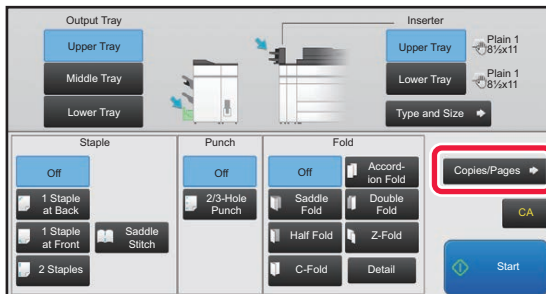 Output Tray
Upper Tray
Middle Tray
Lower Tray
Inserter
Upper Tray
Plain 1
8½x11
Lower Tray
Plain 1
8½x11
Type and Size
Staple
Off
1 Staple
at Back
1 Staple
at Front
Saddle
Stitch
2 Staples
Punch
Off
2/3-Hole
Punch
Fold
Off
Accord-
ion Fold
Saddle
Fold
Double
Fold
Half Fold
Z-Fold
C-Fold
Detail
Copies/Pages
CA
Start